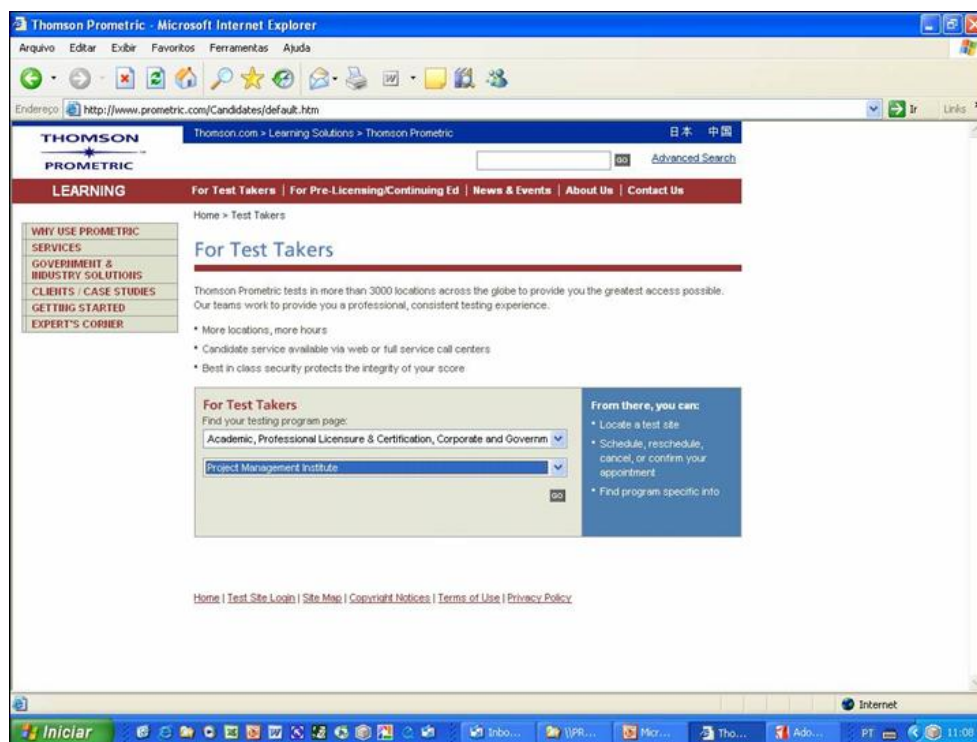 Thomson Prometric - Microsoft Internet Explorer
Arquivo Editar Exibir Favoritos Ferramentas Ajuda
Endereço http://www.prometric.com/Candidates/default.htm Ir Links
THOMSON
PROMETRIC
Thomson.com > Learning Solutions > Thomson Prometric 日本 中国
GO Advanced Search
LEARNING
For Test Takers | For Pre-Licensing/Continuing Ed | News & Events | About Us | Contact Us
WHY USE PROMETRIC
SERVICES
GOVERNMENT &
INDUSTRY SOLUTIONS
CLIENTS / CASE STUDIES
GETTING STARTED
EXPERT'S CORNER
Home > Test Takers
For Test Takers
Thomson Prometric tests in more than 3000 locations across the globe to provide you the greatest access possible.
Our teams work to provide you a professional, consistent testing experience.
• More locations, more hours
• Candidate service available via web or full service call centers
• Best in class security protects the integrity of your score
For Test Takers
Find your testing program page:
Academic, Professional Licensure & Certification, Corporate and Governm
Project Management Institute
GO
From there, you can:
• Locate a test site
• Schedule, reschedule,
cancel, or confirm your
appointment
• Find program specific info
Home | Test Site Login | Site Map | Copyright Notices | Terms of Use | Privacy Policy
Internet
Iniciar Inbo... \\PR... Micr... Tho... Ado... PT 11:08